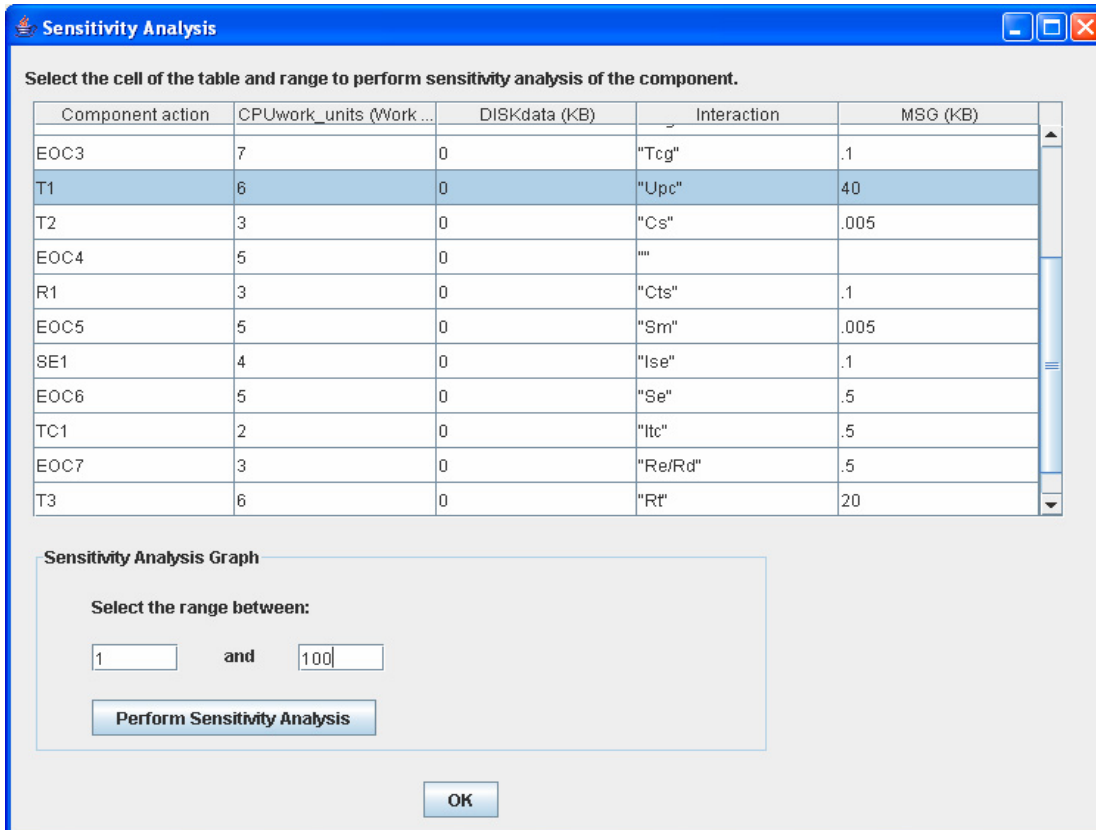 Sensitivity Analysis
Select the cell of the table and range to perform sensitivity analysis of the component.
Component action CPUwork_units (Work ... DISKdata (KB) Interaction MSG (KB)
EOC3 7 0 "Tcg" .1
T1 6 0 "Upc" 40
T2 3 0 "Cs" .005
EOC4 5 0 ""
R1 3 0 "Cts" .1
EOC5 5 0 "Sm" .005
SE1 4 0 "Ise" .1
EOC6 5 0 "Se" .5
TC1 2 0 "Itc" .5
EOC7 3 0 "Re/Rd" .5
T3 6 0 "Rt" 20
Sensitivity Analysis Graph
Select the range between:
1 and 100
Perform Sensitivity Analysis
OK